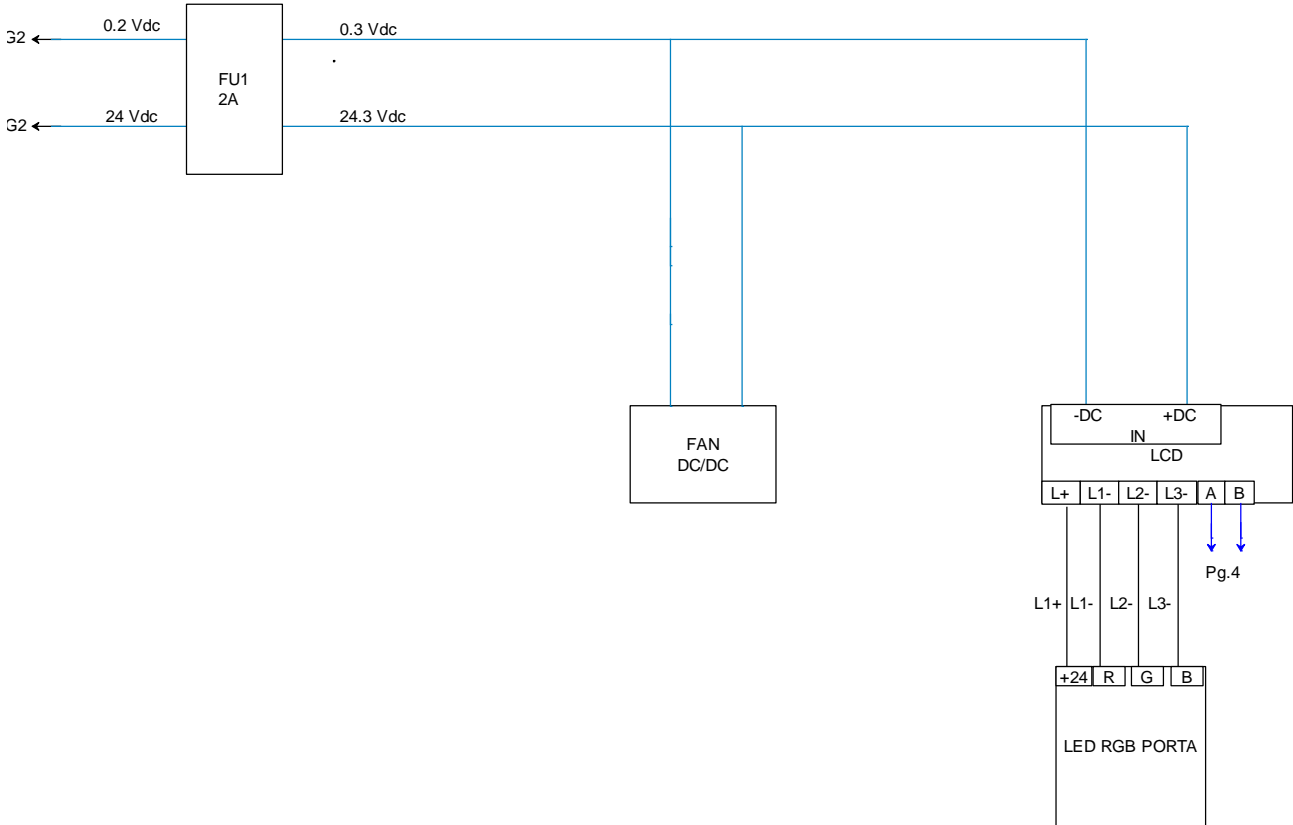 0.2 Vdc
0.3 Vdc
G2
FU1
2A
24 Vdc
24.3 Vdc
G2
-DC
+DC
IN
LCD
FAN
DC/DC
L+
L1-
L2-
L3-
A
B
Pg.4
L1+
L1-
L2-
L3-
+24
R
G
B
LED RGB PORTA